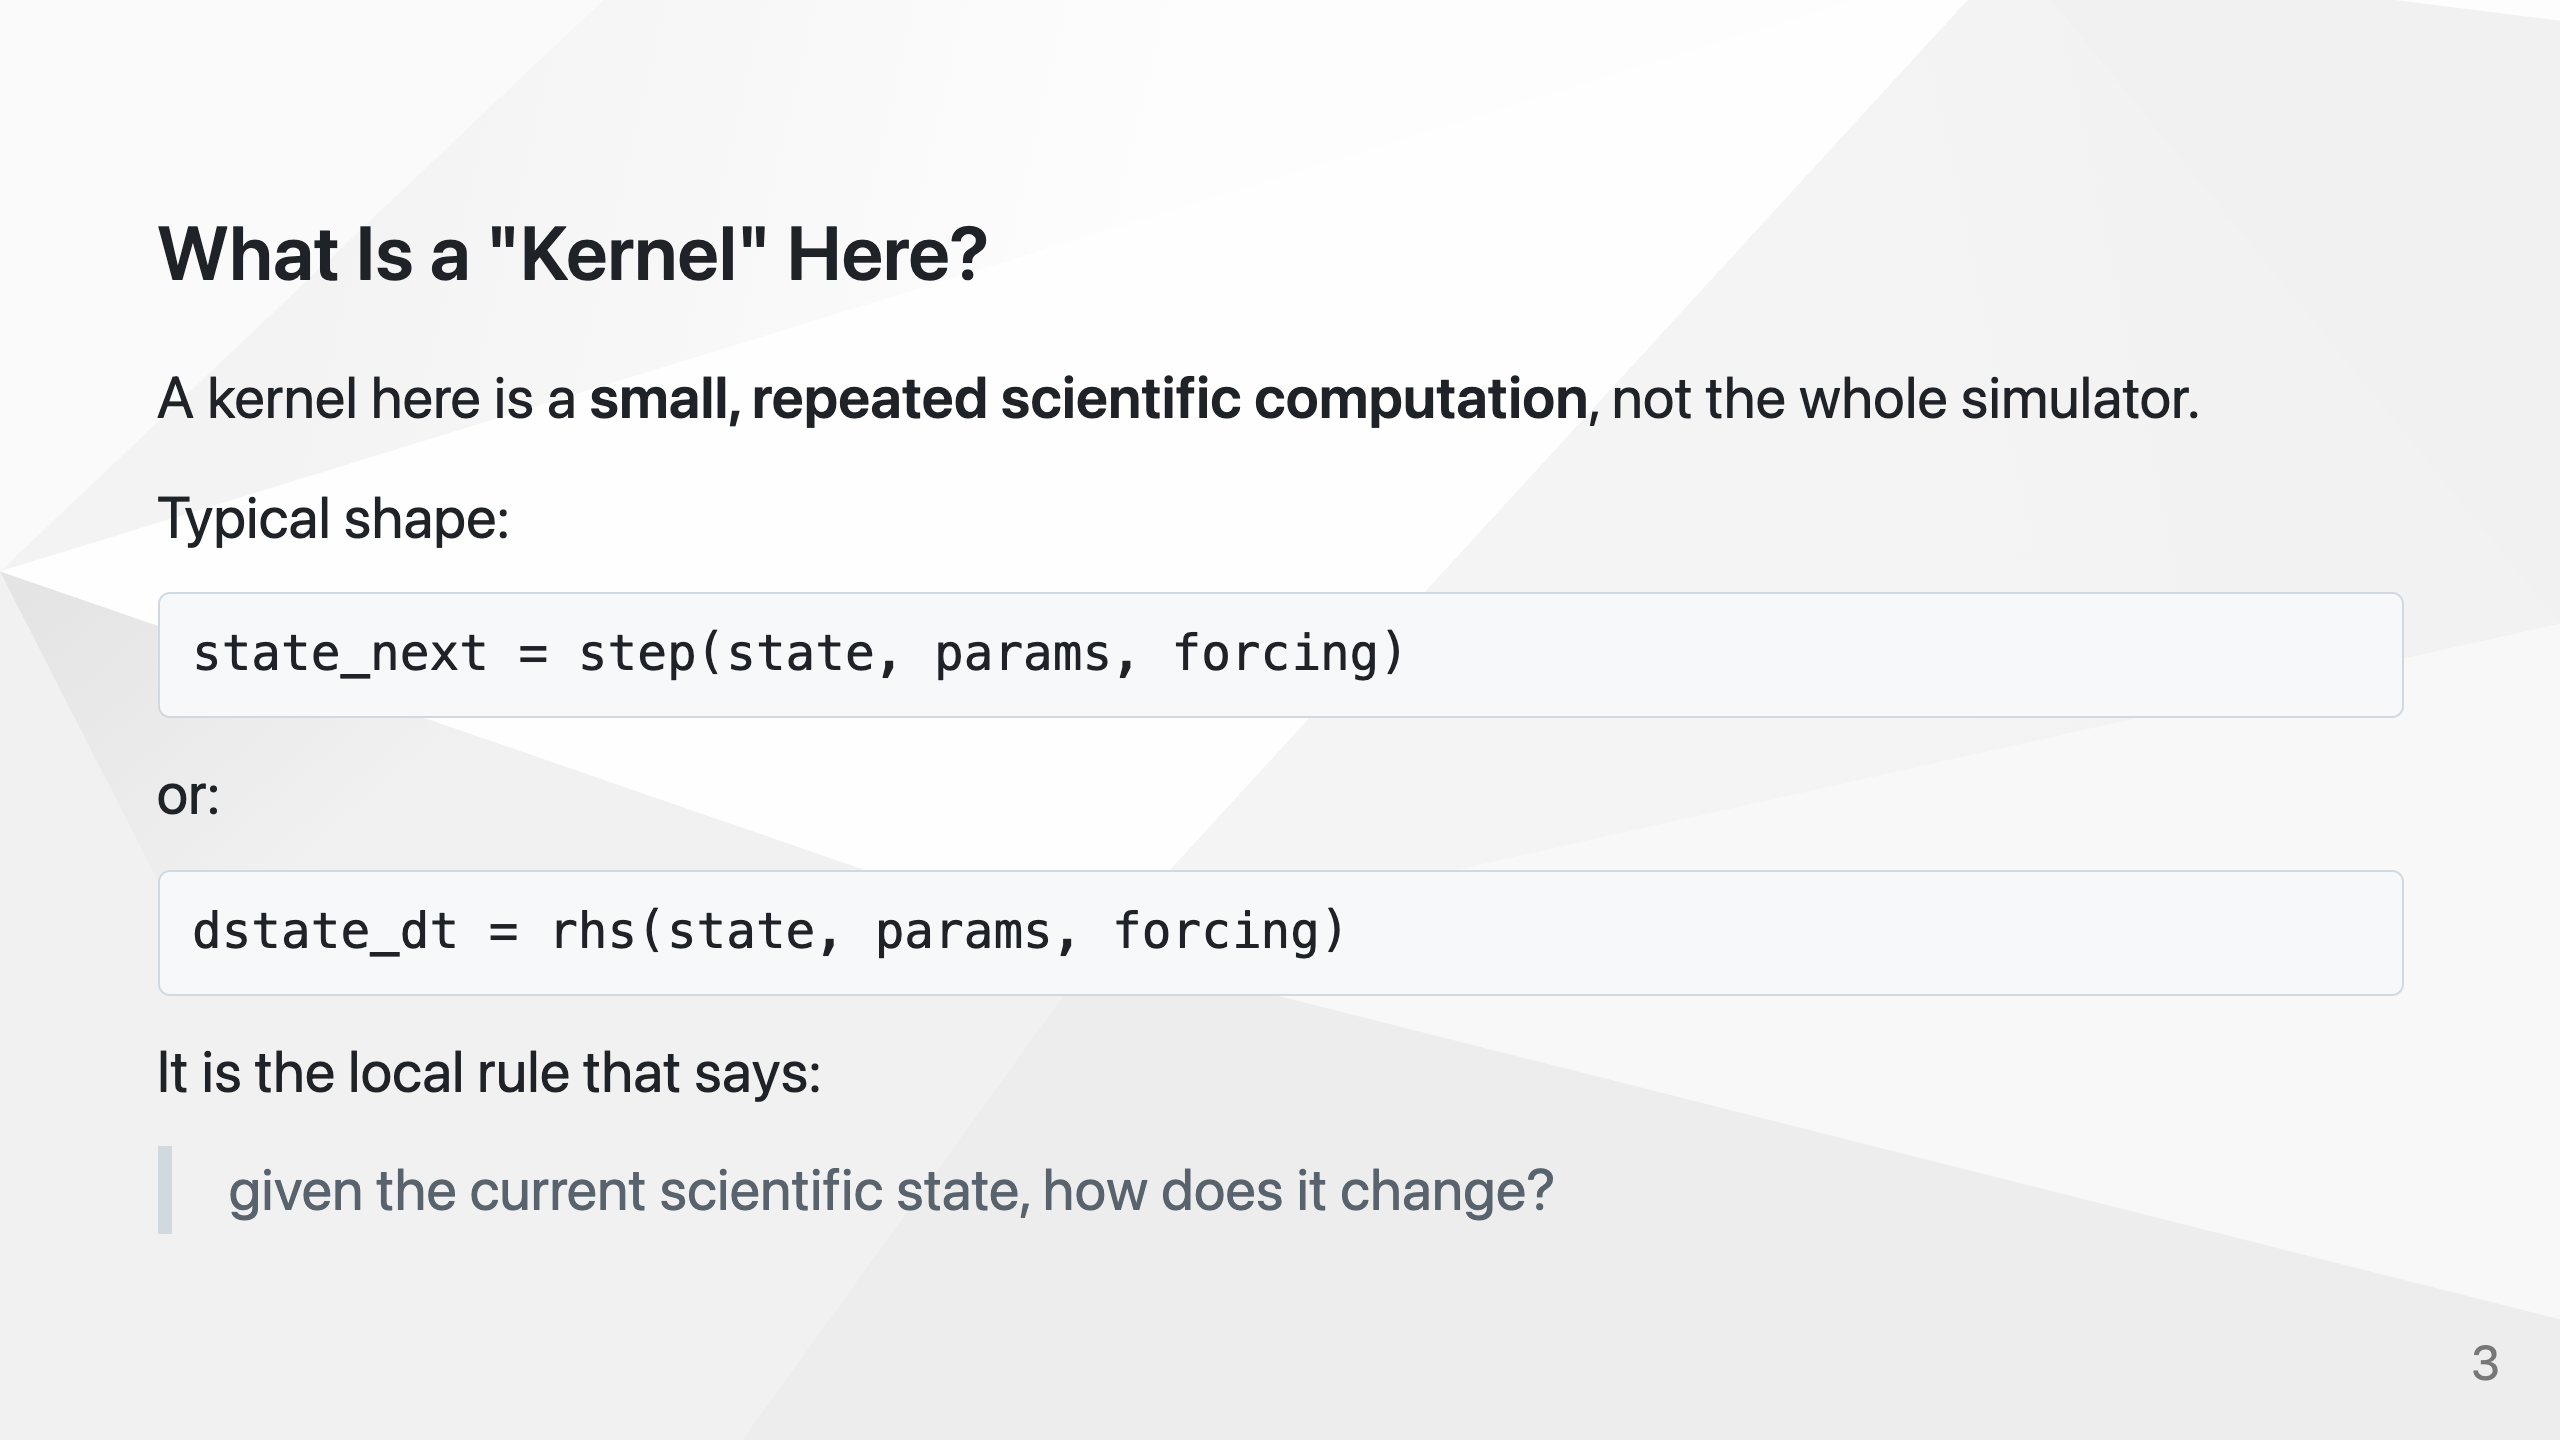 What Is a "Kernel" Here?
A kernel here is a small, repeated scientific computation, not the whole simulator.
Typical shape:
state_next = step(state, params, forcing)
or:
dstate_dt = rhs(state, params, forcing)
It is the local rule that says:
given the current scientific state, how does it change?
3